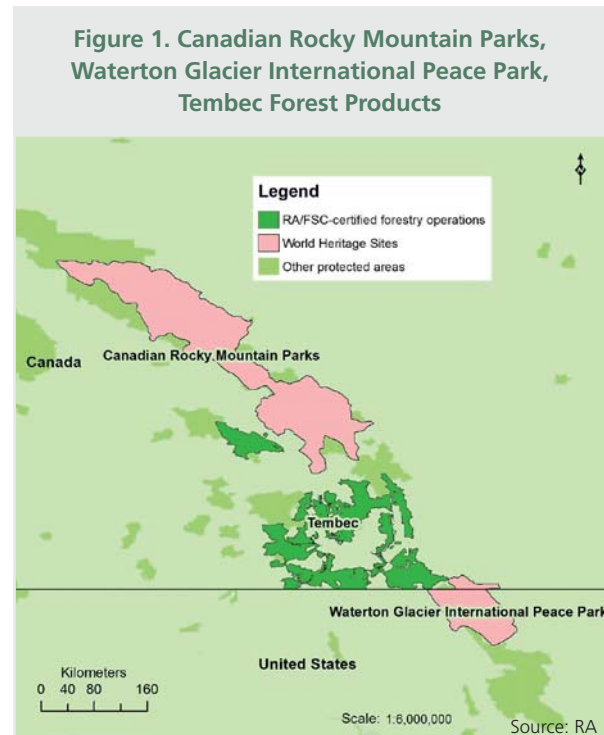 Figure 1. Canadian Rocky Mountain Parks,
Waterton Glacier International Peace Park,
Tembec Forest Products
Legend
RA/FSC-certified forestry operations
World Heritage Sites
Other protected areas
N
Canada
Canadian Rocky Mountain Parks
Tembec
Waterton Glacier International Peace Park
United States
Kilometers
0 40 80 160
Scale: 1:6,000,000
Source: RA